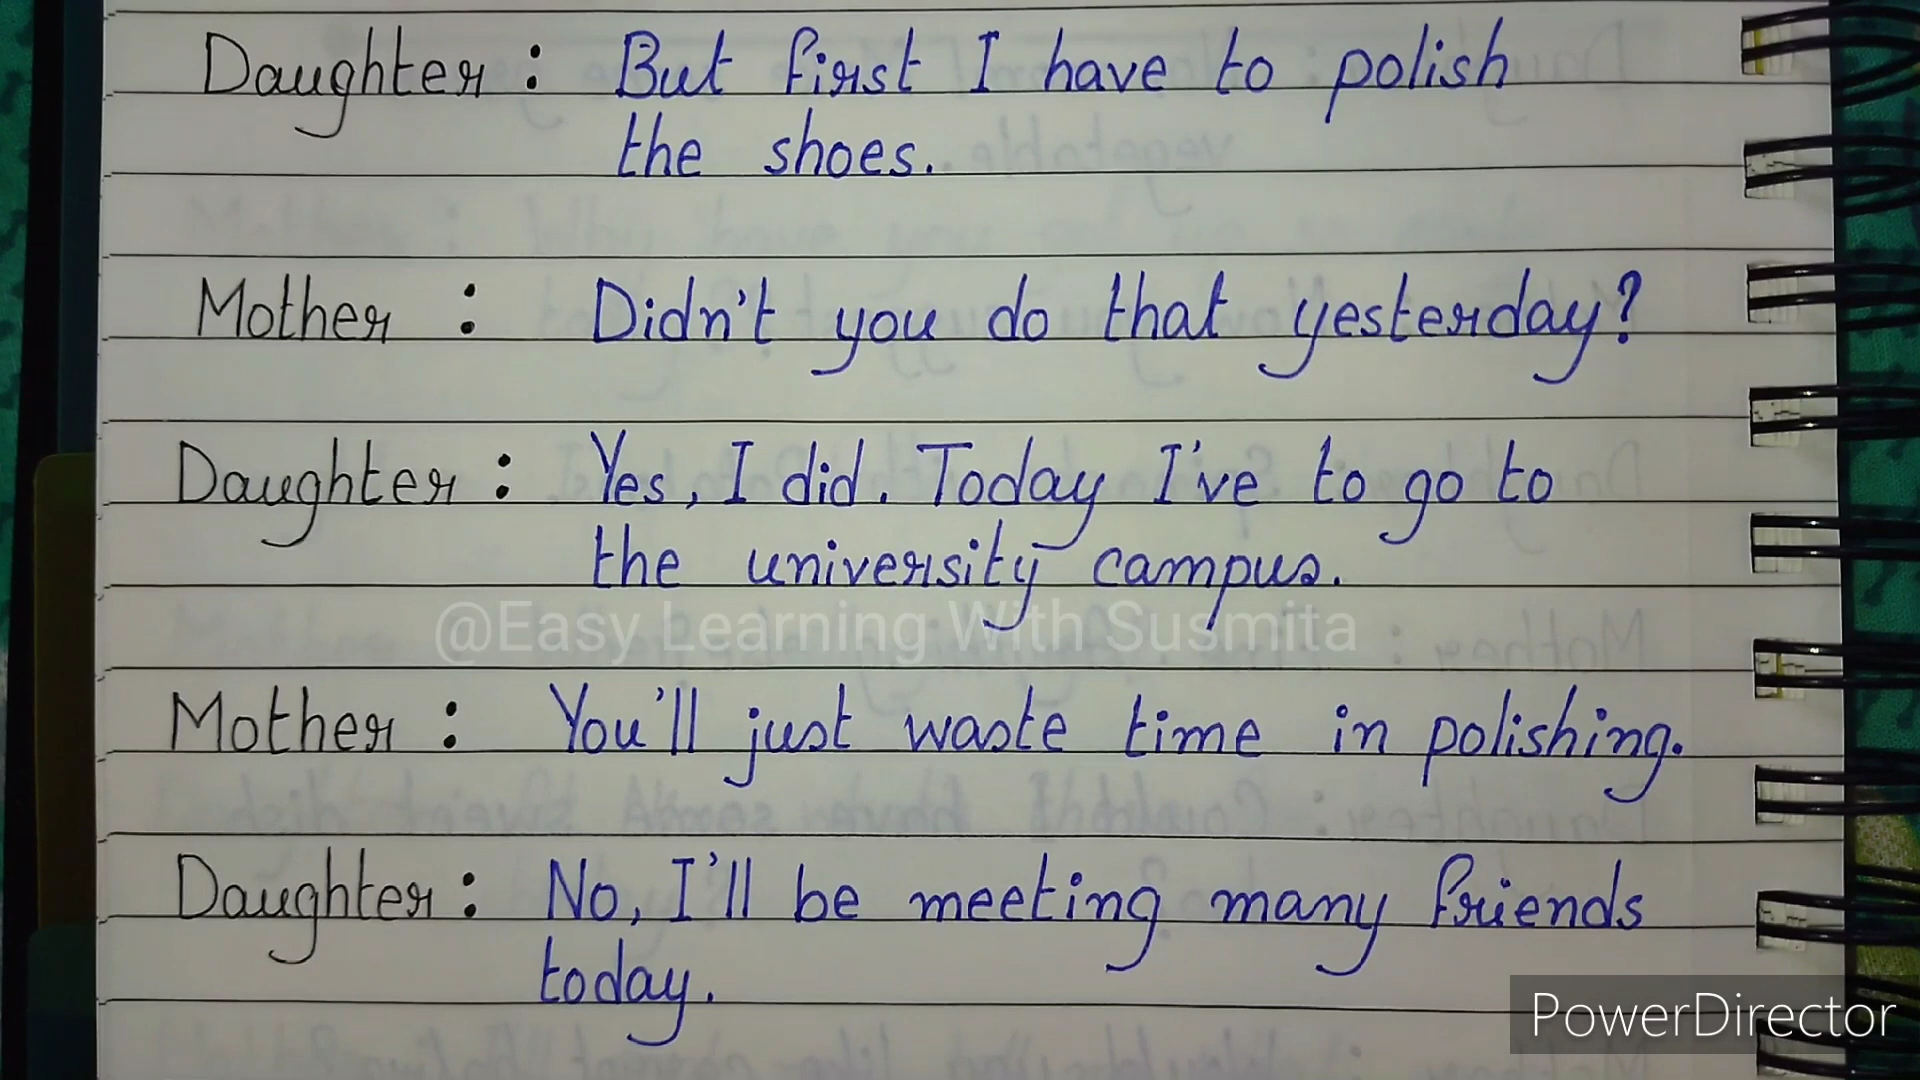 Daughter : But first I have to polish
the shoes.
Mother : Didn't you do that yesterday?
Daughter : Yes, I did. Today I've to go to
the university campus.
@Easy Learning With Susmita
Mother : You'll just waste time in polishing.
Daughter : No, I'll be meeting many friends
today.
PowerDirector